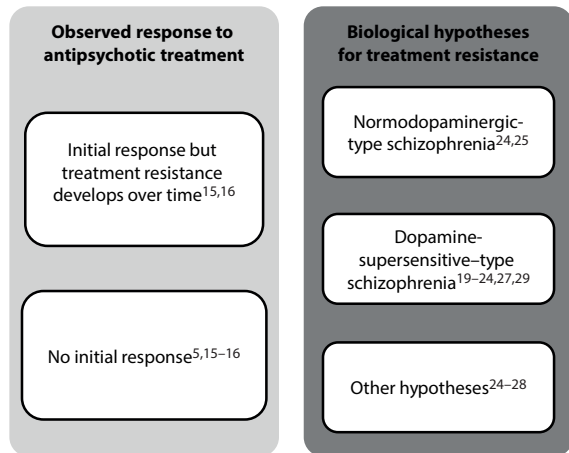 Observed response to
antipsychotic treatment
Initial response but
treatment resistance
develops over time15,16
No initial response5,15–16
Biological hypotheses
for treatment resistance
Normodopaminergic-
type schizophrenia24,25
Dopamine-
supersensitive–type
schizophrenia19–24,27,29
Other hypotheses24–28